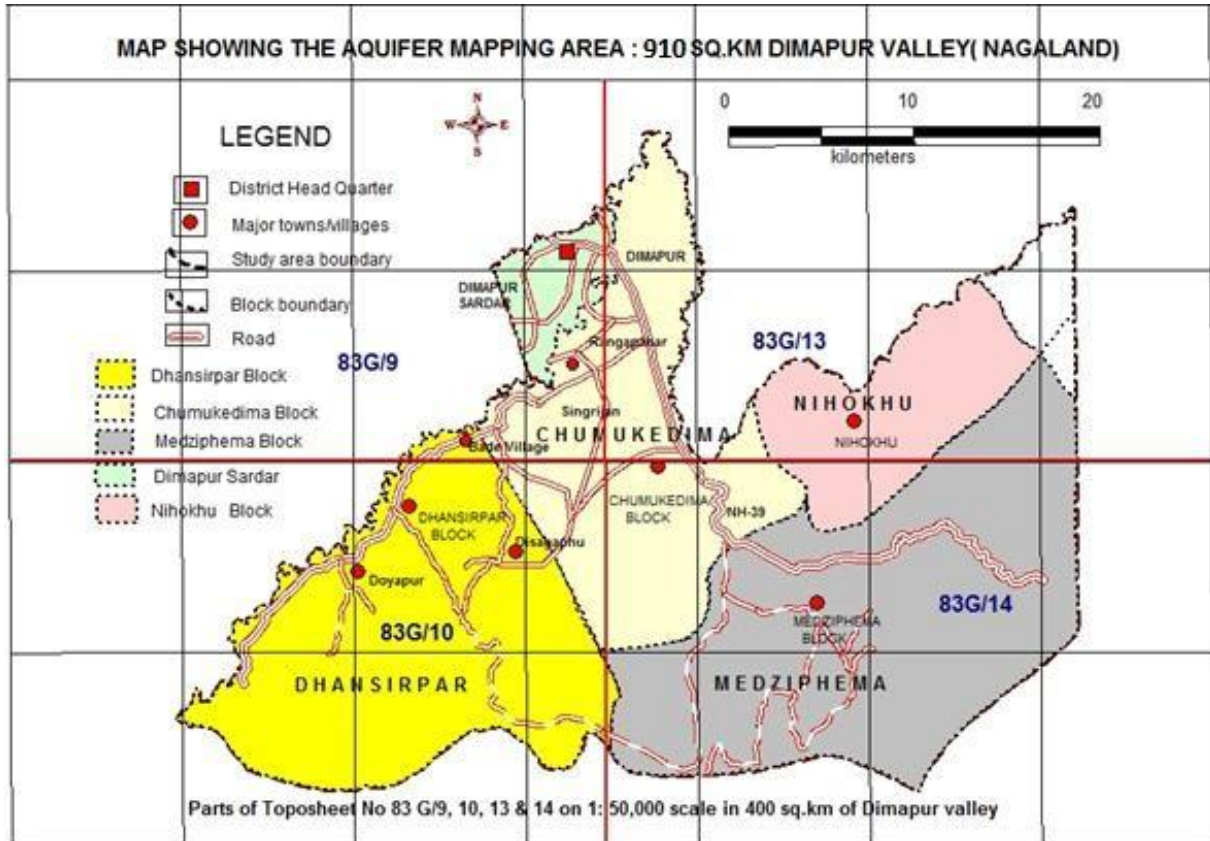 MAP SHOWING THE AQUIFER MAPPING AREA : 910 SQ.KM DIMAPUR VALLEY( NAGALAND)
0 10 20
kilometers
N
W E
S
LEGEND
District Head Quarter
Major towns/villages
Study area boundary
Block boundary
Road
Dhansirpar Block
Chumukedima Block
Medziphema Block
Dimapur Sardar
Nihokhu Block
DIMAPUR
DIMAPUR
SARDAR
83G/9
83G/13
Rangapahar
Singrijan
CHUMUKEDIMA
NIHOKHU
NIHOKHU
Bade Village
CHUMUKEDIMA
BLOCK
NH-39
DHANSIRPAR
BLOCK
Disagaphu
Doyapur
83G/10
83G/14
MEDZIPHEMA
BLOCK
DHANSIRPAR
MEDZIPHEMA
Parts of Toposheet No 83 G/9, 10, 13 & 14 on 1: 50,000 scale in 400 sq.km of Dimapur valley